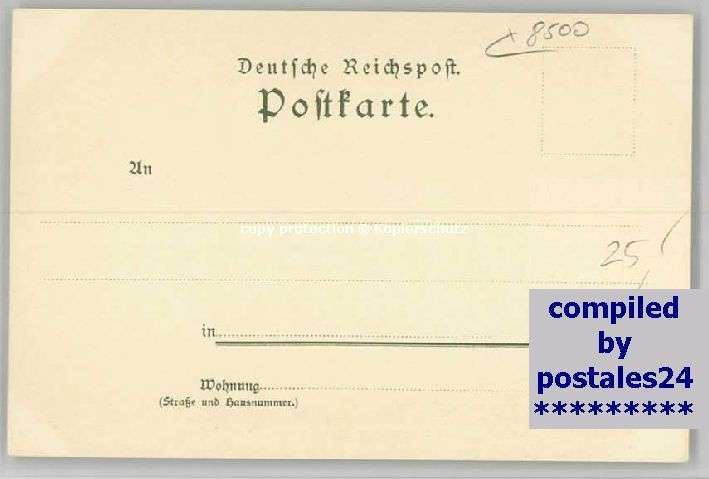 x 8500
Deutsche Reichspost.
Postkarte.
An
copy protection @ Kopierschutz
25,
in
compiled
by
postales24
*********
Wohnung
(Straße und Hausnummer.)